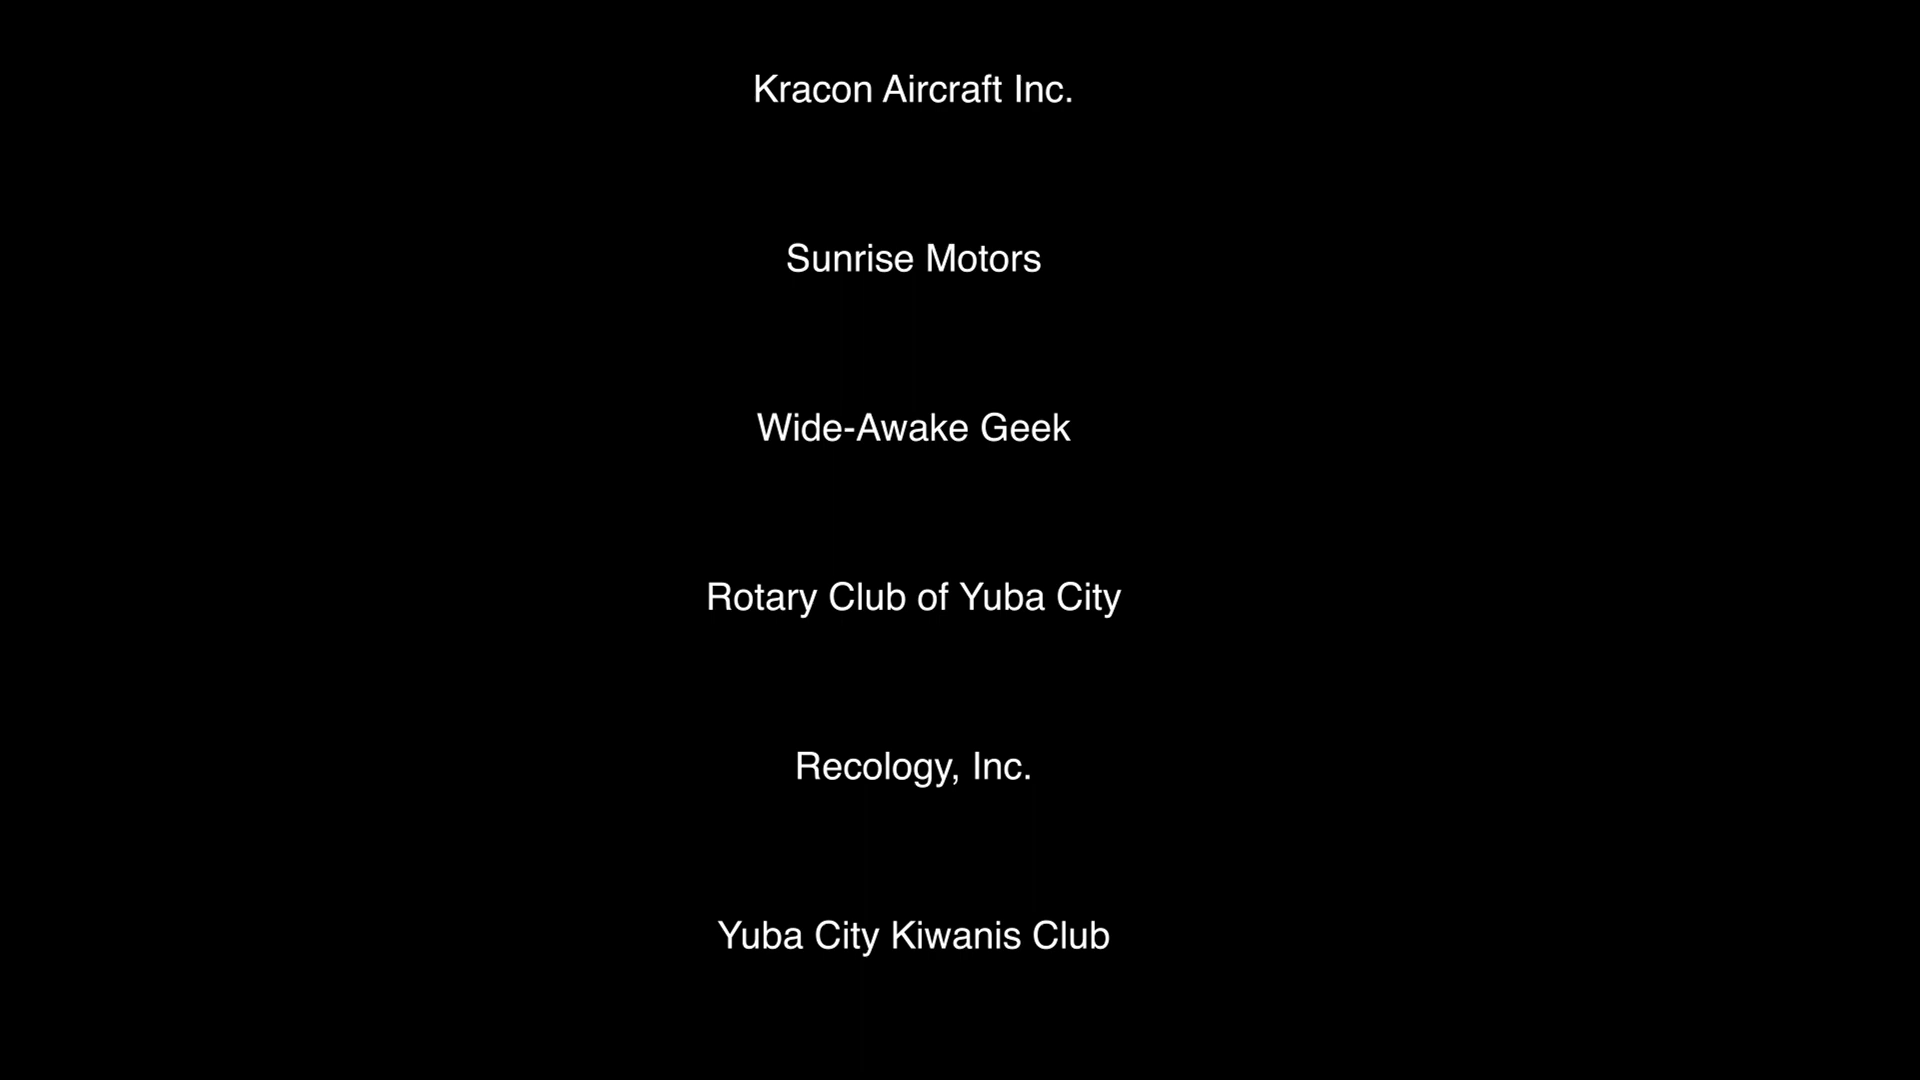 Kracon Aircraft Inc.
Sunrise Motors
Wide-Awake Geek
Rotary Club of Yuba City
Recology, Inc.
Yuba City Kiwanis Club